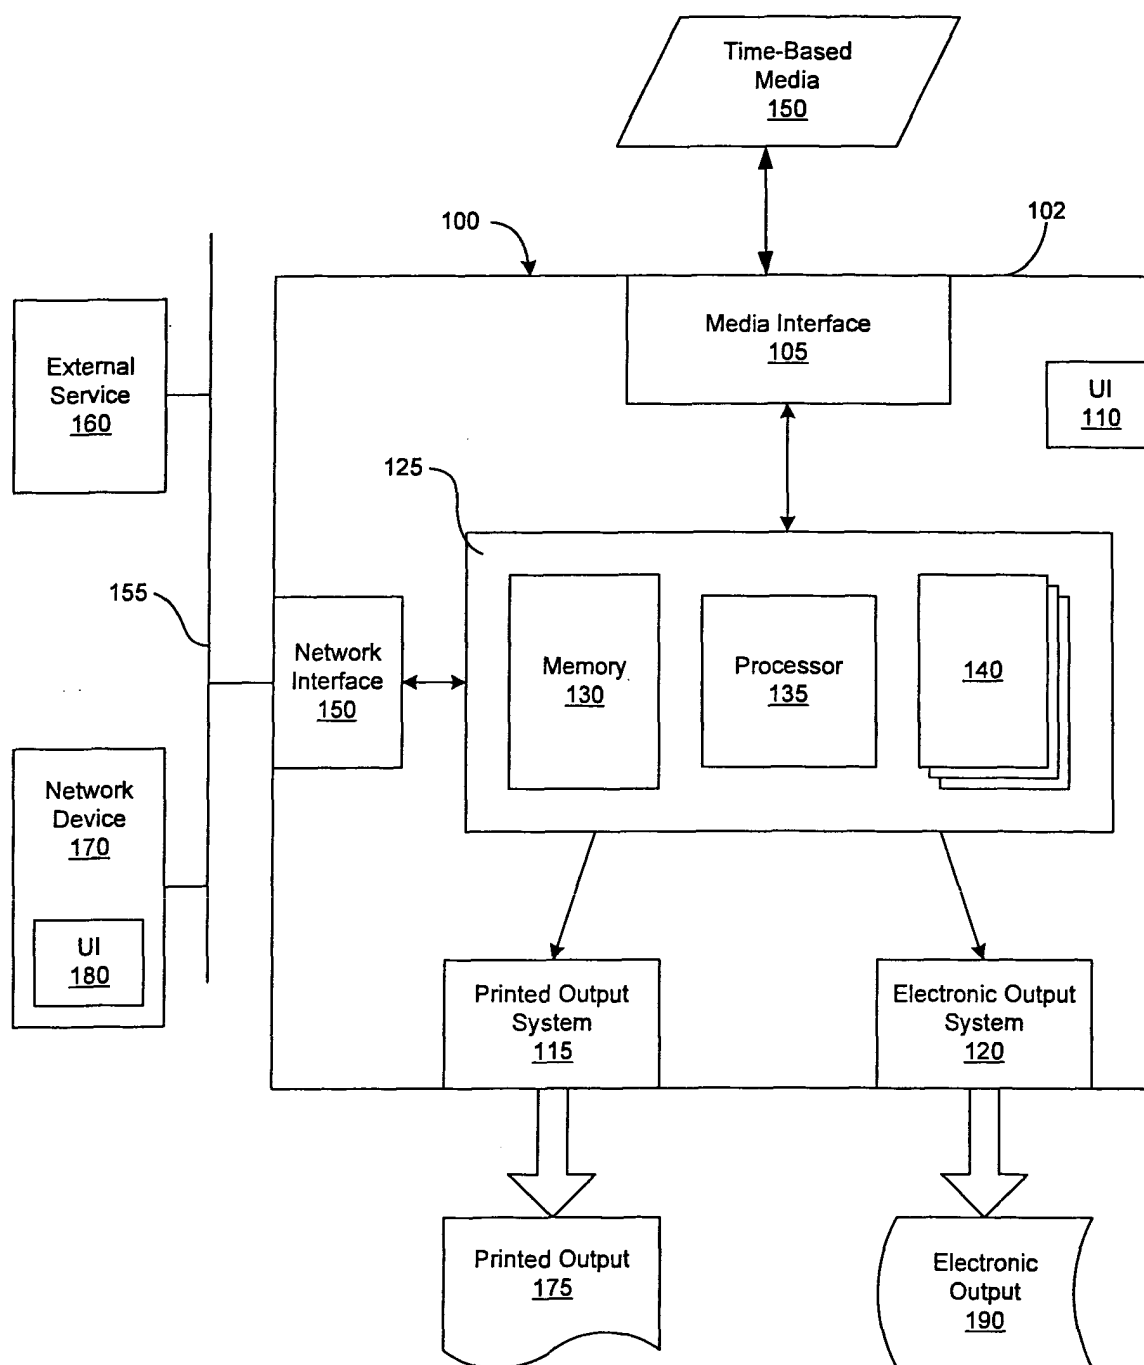 Time-Based
Media
150
100
102
Media Interface
105
External
Service
160
UI
110
125
155
Network
Interface
150
Memory
130
Processor
135
140
Network
Device
170
UI
180
Printed Output
System
115
Electronic Output
System
120
Printed Output
175
Electronic
Output
190